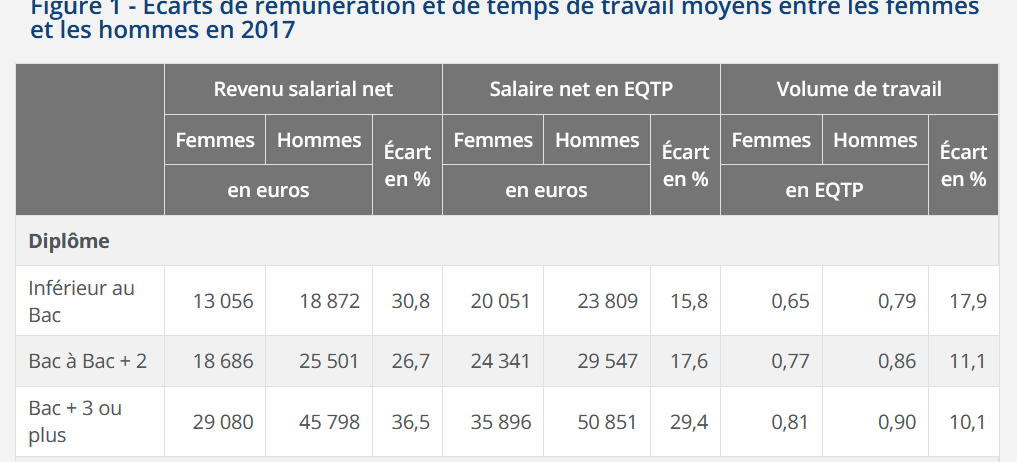 Figure 1 - Écarts de rémunération et de temps de travail moyens entre les femmes
et les hommes en 2017
Revenu salarial net Salaire net en EQTP Volume de travail
Femmes Hommes Écart en % Femmes Hommes Écart en % Femmes Hommes Écart en %
en euros en euros en EQTP
Diplôme
Inférieur au
Bac 13 056 18 872 30,8 20 051 23 809 15,8 0,65 0,79 17,9
Bac à Bac + 2 18 686 25 501 26,7 24 341 29 547 17,6 0,77 0,86 11,1
Bac + 3 ou
plus 29 080 45 798 36,5 35 896 50 851 29,4 0,81 0,90 10,1